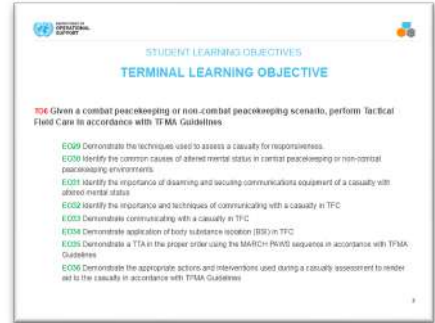 DEPARTMENT OF
OPERATIONAL
SUPPORT
STUDENT LEARNING OBJECTIVES
TERMINAL LEARNING OBJECTIVE
TO6 Given a combat peacekeeping or non-combat peacekeeping scenario, perform Tactical
Field Care in accordance with TFMA Guidelines
EO29 Demonstrate the techniques used to assess a casualty for responsiveness.
EO30 Identify the common causes of altered mental status in combat peacekeeping or non-combat
peacekeeping environments.
EO31 Identify the importance of disarming and securing communications equipment of a casualty with
altered mental status
EO32 Identify the importance and techniques of communicating with a casualty in TFC
EO33 Demonstrate communicating with a casualty in TFC
EO34 Demonstrate application of body substance isolation (BSI) in TFC
EO35 Demonstrate a TTA in the proper order using the MARCH PAWS sequence in accordance with TFMA
Guidelines
EO36 Demonstrate the appropriate actions and interventions used during a casualty assessment to render
aid to the casualty in accordance with TFMA Guidelines